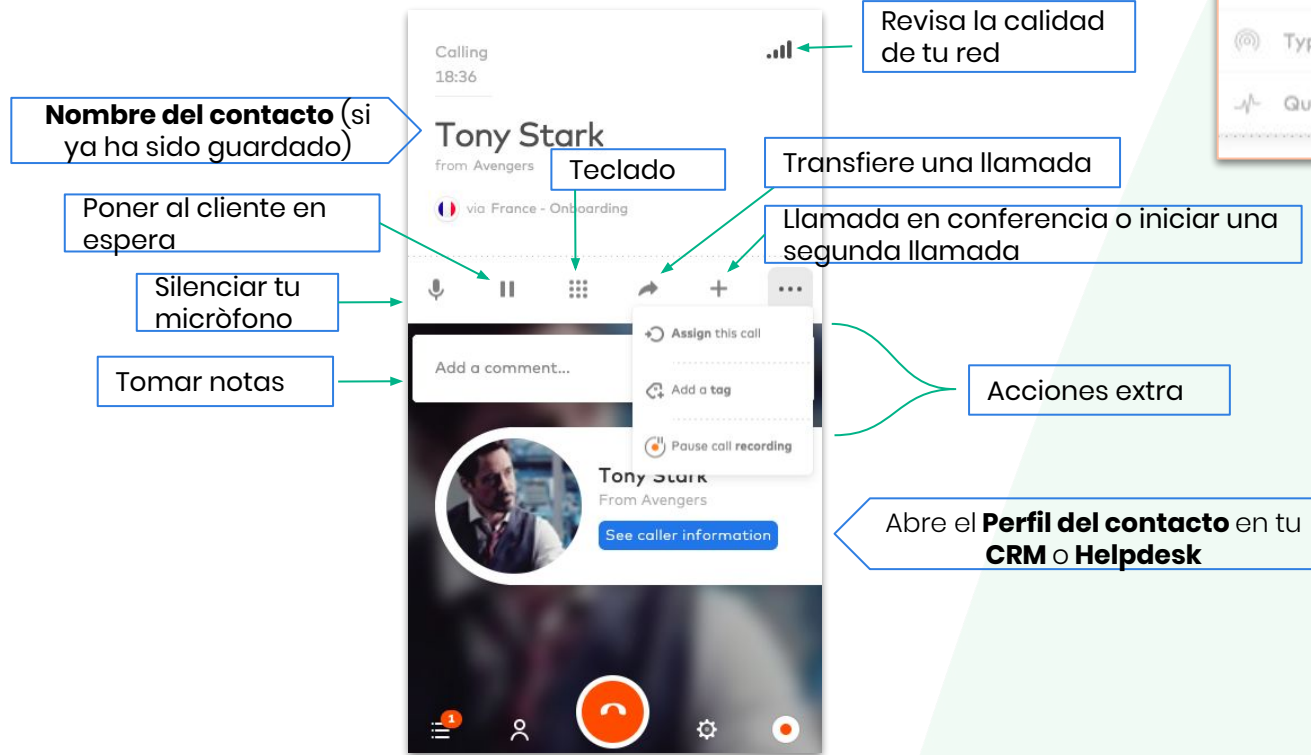 Revisa la calidad
de tu red
Typ
Qu
Calling
18:36
Nombre del contacto (si
ya ha sido guardado)
Tony Stark
from Avengers
Teclado
Transfiere una llamada
via France - Onboarding
Poner al cliente en
espera
Llamada en conferencia o iniciar una
segunda llamada
Silenciar tu
micròfono
Assign this call
Add a comment...
Tomar notas
Add a tag
Acciones extra
Pause call recording
Tony Stark
From Avengers
See caller information
Abre el Perfil del contacto en tu
CRM o Helpdesk
1